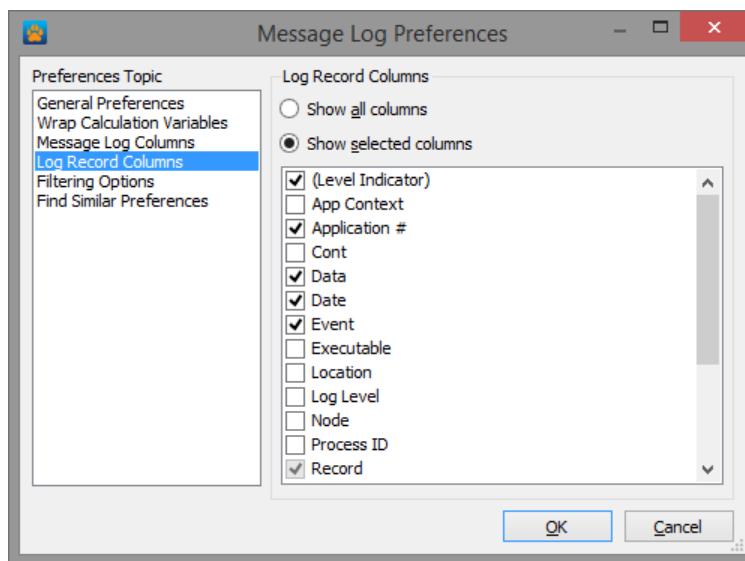 Message Log Preferences
Preferences Topic
General Preferences
Wrap Calculation Variables
Message Log Columns
Log Record Columns
Filtering Options
Find Similar Preferences
Log Record Columns
Show all columns
Show selected columns
(Level Indicator)
App Context
Application #
Cont
Data
Date
Event
Executable
Location
Log Level
Node
Process ID
Record
OK
Cancel